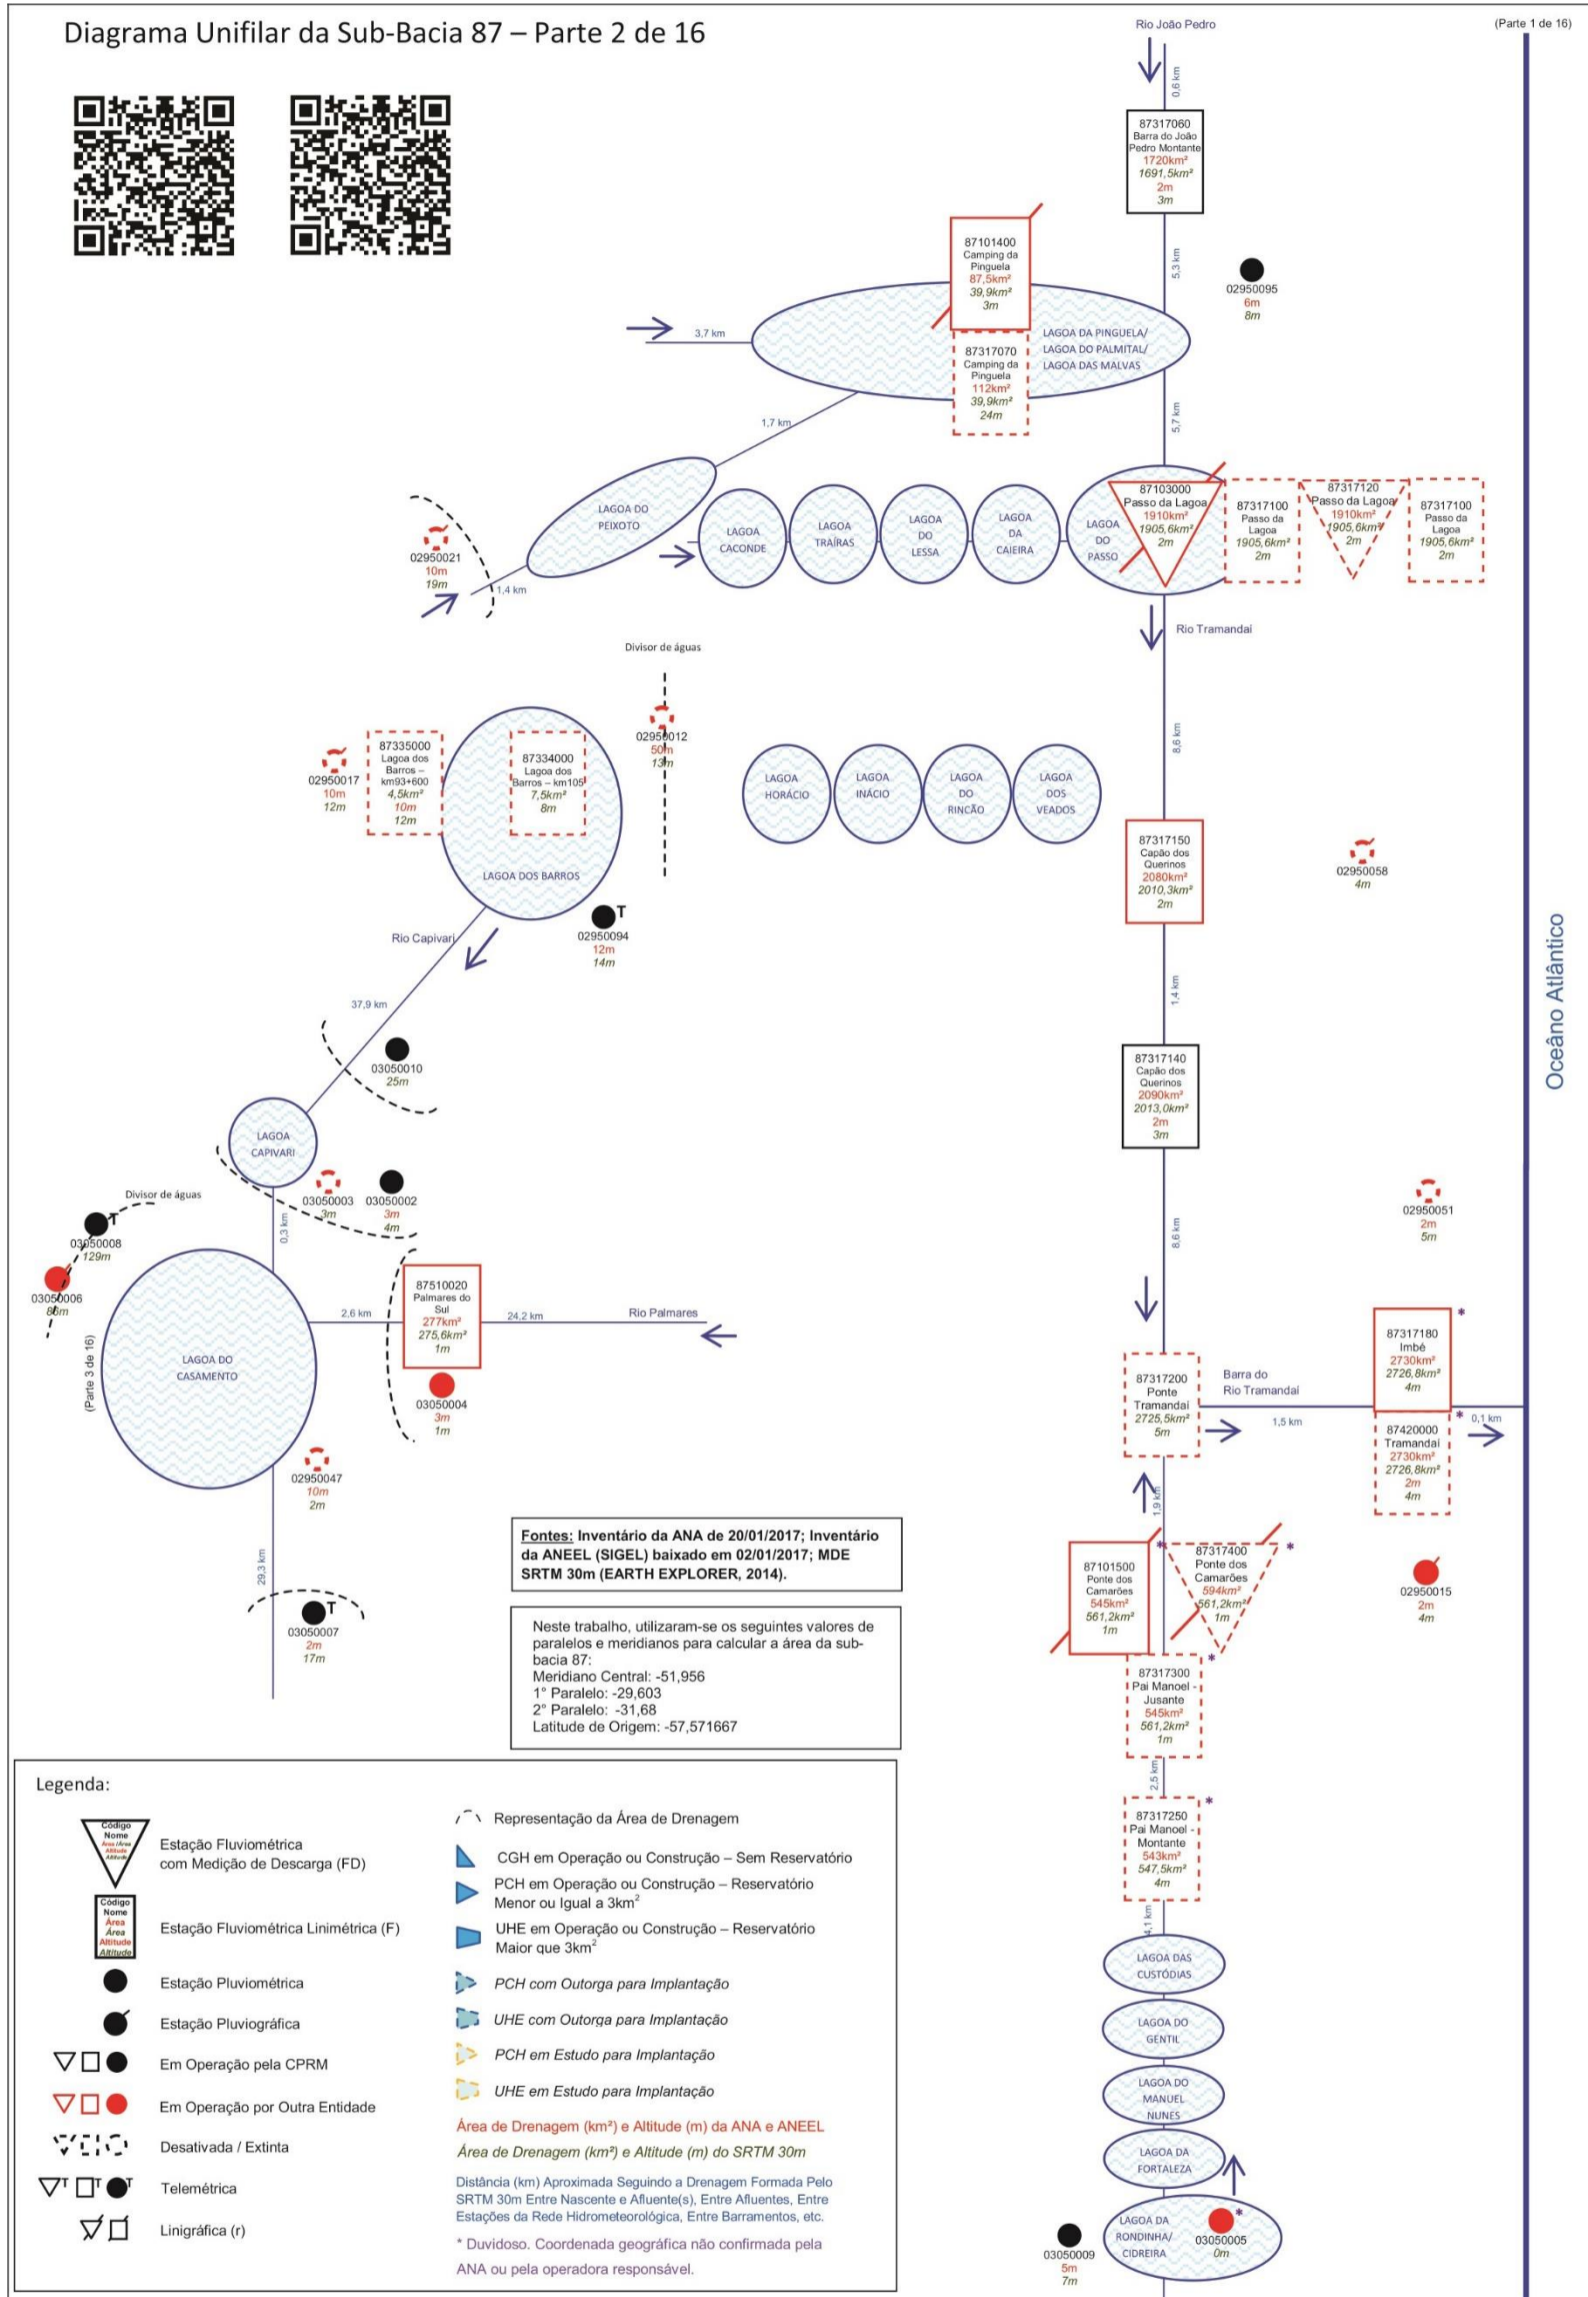 Diagrama Unifilar da Sub-Bacia 87 – Parte 2 de 16
Rio João Pedro
(Parte 1 de 16)
0,6 km
87317060
Barra do João
Pedro Montante
1720km²
1691,5km²
2m
3m
5,3 km
02950095
6m
8m
87101400
Camping da
Pinguela
87,5km²
39,9km²
3m
3,7 km
LAGOA DA PINGUELA/
LAGOA DO PALMITAL/
LAGOA DAS MALVAS
87317070
Camping da
Pinguela
112km²
39,9km²
24m
1,7 km
5,7 km
LAGOA DO
PEIXOTO
02950021
10m
19m
1,4 km
LAGOA
CACONDE
LAGOA
TRAÍRAS
LAGOA
DO
LESSA
LAGOA
DA
CAIEIRA
LAGOA
DO
PASSO
87103000
Passo da Lagoa
1910km²
1905,6km²
2m
87317100
Passo da
Lagoa
1905,6km²
2m
87317120
Passo da Lagoa
1910km²
1905,6km²
2m
87317100
Passo da
Lagoa
1905,6km²
2m
Rio Tramandaí
Divisor de águas
02950012
50m
13m
8,6 km
02950017
10m
12m
87335000
Lagoa dos
Barros –
km93+600
4,5km²
10m
12m
87334000
Lagoa dos
Barros – km105
7,5km²
8m
LAGOA DOS BARROS
LAGOA
HORÁCIO
LAGOA
INÁCIO
LAGOA
DO
RINCÃO
LAGOA
DOS
VEADOS
87317150
Capão dos
Querinos
2080km²
2010,3km²
2m
02950058
4m
02950094
T
12m
14m
Rio Capivari
37,9 km
1,4 km
Oceâno Atlântico
03050010
25m
87317140
Capão dos
Querinos
2090km²
2013,0km²
2m
3m
LAGOA
CAPIVARI
03050003
3m
03050002
3m
4m
Divisor de águas
T
03050008
129m
03050006
86m
0,3 km
8,6 km
02950051
2m
5m
(Parte 3 de 16)
LAGOA DO
CASAMENTO
2,6 km
87510020
Palmares do
Sul
277km²
275,6km²
1m
24,2 km
Rio Palmares
03050004
3m
1m
87317200
Ponte
Tramandaí
2725,5km²
5m
Barra do
Rio Tramandaí
1,5 km
87317180
Imbé
2730km²
2726,8km²
4m
*
0,1 km
87420000
Tramandaí
2730km²
2726,8km²
2m
4m
*
02950047
10m
2m
29,3 km
1,9 km
Fontes: Inventário da ANA de 20/01/2017; Inventário
da ANEEL (SIGEL) baixado em 02/01/2017; MDE
SRTM 30m (EARTH EXPLORER, 2014).
87101500
Ponte dos
Camarões
545km²
561,2km²
1m
*
87317400
Ponte dos
Camarões
594km²
561,2km²
1m
*
02950015
2m
4m
T
03050007
2m
17m
Neste trabalho, utilizaram-se os seguintes valores de
paralelos e meridianos para calcular a área da sub-
bacia 87:
Meridiano Central: -51,956
1° Paralelo: -29,603
2° Paralelo: -31,68
Latitude de Origem: -57,571667
87317300
Pai Manoel -
Jusante
545km²
561,2km²
1m
*
2,5 km
87317250
Pai Manoel -
Montante
543km²
547,5km²
4m
*
4,1 km
LAGOA DAS
CUSTÓDIAS
LAGOA DO
GENTIL
LAGOA DO
MANUEL
NUNES
LAGOA DA
FORTALEZA
LAGOA DA
RONDINHA/
CIDREIRA
*
03050005
0m
03050009
5m
7m
Legenda:
Código
Nome
Área /Área
Altitude
Altitude
Estação Fluviométrica
com Medição de Descarga (FD)
Código
Nome
Área
Área
Altitude
Altitude
Estação Fluviométrica Linimétrica (F)
Estação Pluviométrica
Estação Pluviográfica
Em Operação pela CPRM
Em Operação por Outra Entidade
Desativada / Extinta
T T T
Telemétrica
Linigráfica (r)
Representação da Área de Drenagem
CGH em Operação ou Construção – Sem Reservatório
PCH em Operação ou Construção – Reservatório
Menor ou Igual a 3km²
UHE em Operação ou Construção – Reservatório
Maior que 3km²
PCH com Outorga para Implantação
UHE com Outorga para Implantação
PCH em Estudo para Implantação
UHE em Estudo para Implantação
Área de Drenagem (km²) e Altitude (m) da ANA e ANEEL
Área de Drenagem (km²) e Altitude (m) do SRTM 30m
Distância (km) Aproximada Seguindo a Drenagem Formada Pelo
SRTM 30m Entre Nascente e Afluente(s), Entre Afluentes, Entre
Estações da Rede Hidrometeorológica, Entre Barramentos, etc.
* Duvidoso. Coordenada geográfica não confirmada pela
ANA ou pela operadora responsável.